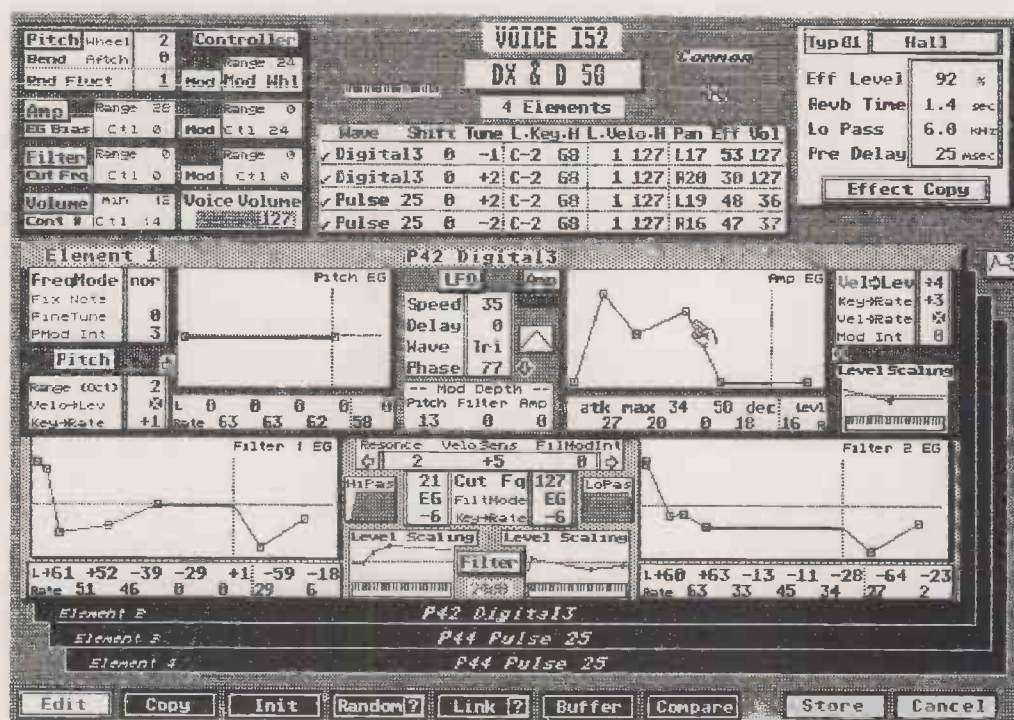 Pitch Wheel 2 Controller
Bend Aftch 0 Range 24
Rnd Fluct 1 Mod Mod Whl
Amp Range 28 Range 0
EG Bias Ctl 0 Mod Ctl 24
Filter Range 0 Range 0
Cut Frq Ctl 0 Mod Ctl 0
Volume Min Voice Volume
Cont # Ctl 14 127
VOICE I52
DX & D 50
4 Elements
Common
Wave Shift Tune L-Key-H L-Velo-H Pan Eff Vol
✓ Digital3 0 -1 C-2 G8 1 127 L17 53 127
✓ Digital3 0 +2 C-2 G8 1 127 R20 30 127
✓ Pulse 25 0 +2 C-2 G8 1 127 L19 48 36
✓ Pulse 25 0 -2 C-2 G8 1 127 R16 47 37
Typ01 Hall
Eff Level 92 %
Revb Time 1.4 sec
Lo Pass 6.0 KHz
Pre Delay 25 msec
Effect Copy
Element 1 P42 Digital3
FreqMode nor
Fix Note
FineTune 0
PMod Int 3
Pitch
Range (Oct) 2
Velo→Lev
Key→Rate +1
Pitch EG
L 0 0 0 0 0
Rate 63 63 62 58
LFO Amp
Speed 35
Delay 0
Wave Tri
Phase 77
-- Mod Depth --
Pitch Filter Amp
13 0 0
Amp EG
atk max 34 50 dec Levl
27 20 0 18 16 R
Vel→Lev +4
Key→Rate +3
Vel→Rate
Mod Int 0
Level Scaling
Filter 1 EG
L+61 +52 -39 -29 +1 -59 -18
Rate 51 46 0 0 29 6
Resonce VeloSens FilModInt
2 +5 0
HiPas 21 Cut Fq 127 LoPas
EG FiltMode EG
-6 Key→Rate -6
Level Scaling Level Scaling
Filter
Filter 2 EG
L+60 +63 -13 -11 -28 -64 -23
Rate 63 33 45 34 27 2
Element 2 P42 Digital3
Element 3 P44 Pulse 25
Element 4 P44 Pulse 25
Edit Copy Init Random? Link ? Buffer Compare Store Cancel